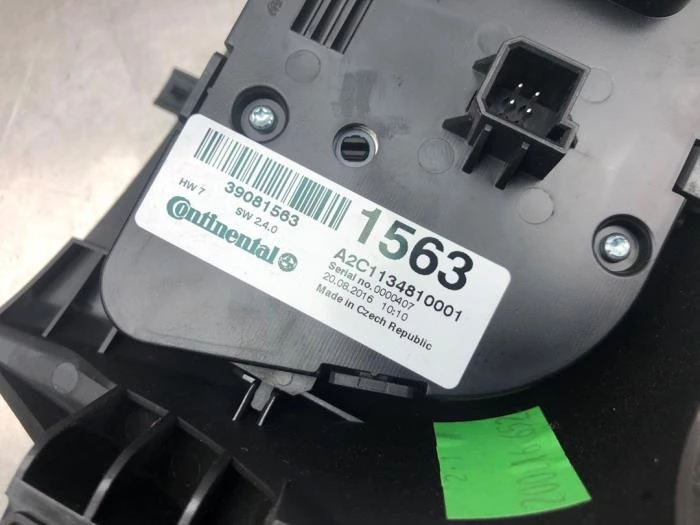 HW 7
39081563
SW 2.4.0
Continental
1563
A2C1134810001
Serial no. 0000407
20.08.2016 10:10
Made in Czech Republic